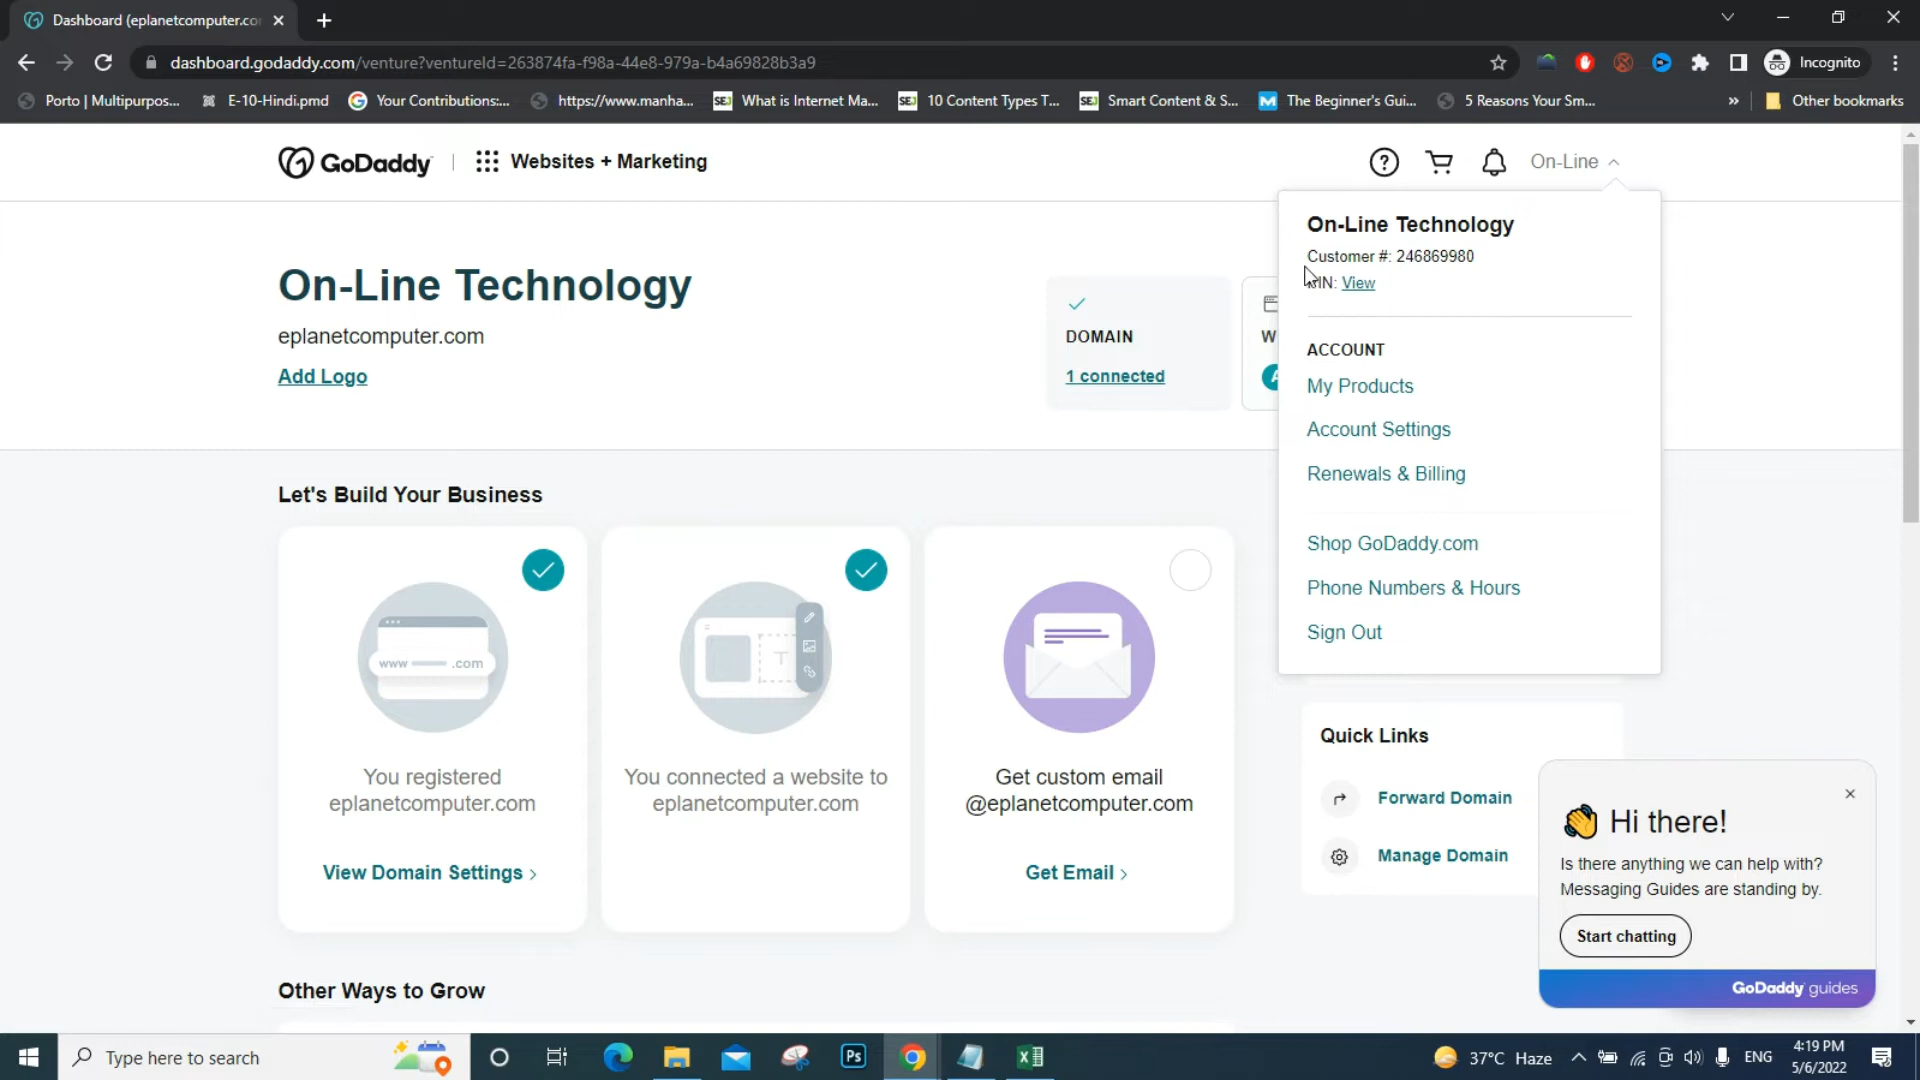 Dashboard (eplanetcomputer.cor
dashboard.godaddy.com/venture?ventureId=263874fa-f98a-44e8-979a-b4a69828b3a9
Incognito
Porto | Multipurpos...
E-10-Hindi.pmd
Your Contributions:...
https://www.manha...
SEJ What is Internet Ma...
SEJ 10 Content Types T...
SEJ Smart Content & S...
The Beginner's Gui...
5 Reasons Your Sm...
»
Other bookmarks
GoDaddy
Websites + Marketing
On-Line
On-Line Technology
Customer #: 246869980
IN: View
ACCOUNT
My Products
Account Settings
Renewals & Billing
Shop GoDaddy.com
Phone Numbers & Hours
Sign Out
On-Line Technology
eplanetcomputer.com
Add Logo
DOMAIN
1 connected
W
Let's Build Your Business
www .com
You registered
eplanetcomputer.com
View Domain Settings >
T
You connected a website to
eplanetcomputer.com
Get custom email
@eplanetcomputer.com
Get Email >
Quick Links
Forward Domain
Manage Domain
Hi there!
Is there anything we can help with?
Messaging Guides are standing by.
Start chatting
GoDaddy guides
Other Ways to Grow
Type here to search
Ps
37°C Haze
ENG
4:19 PM
5/6/2022